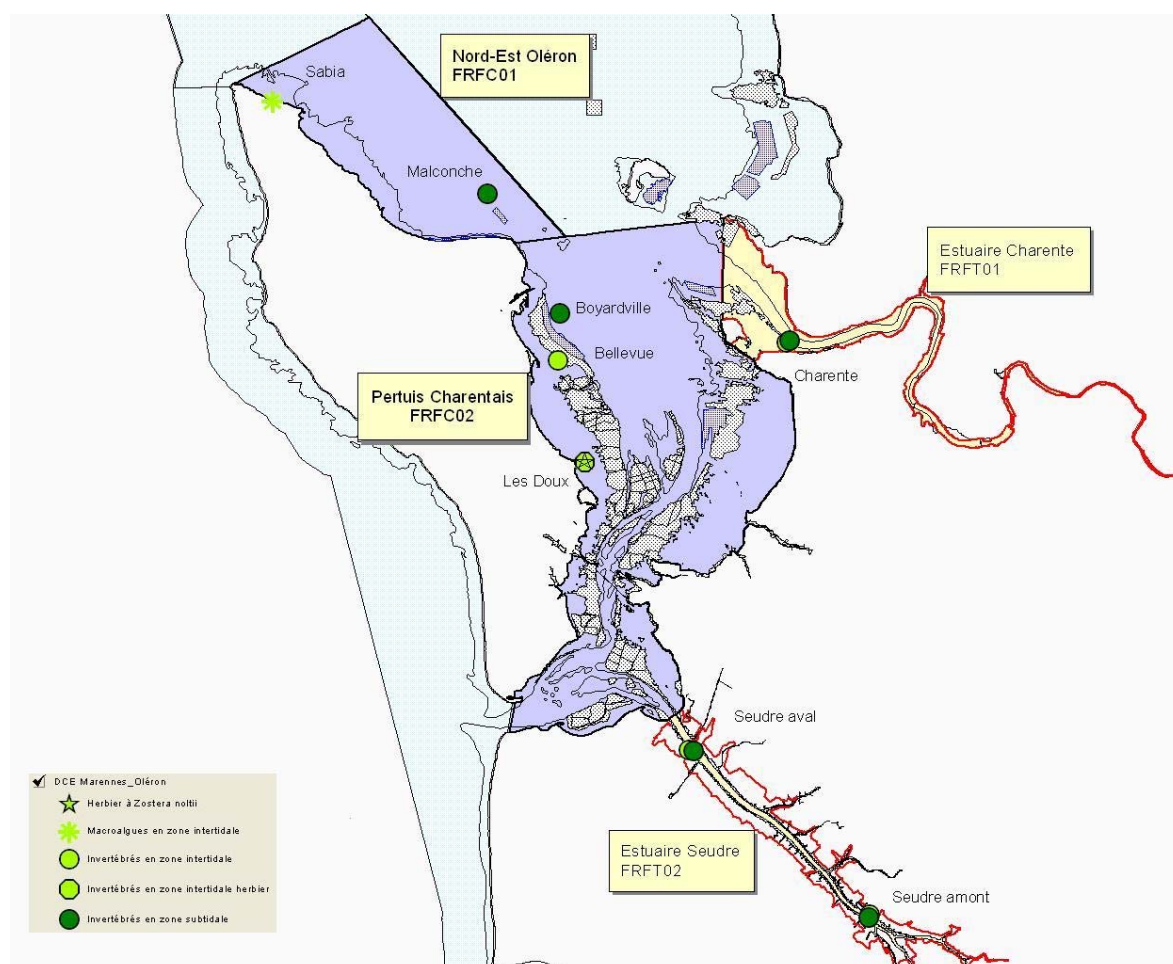 Nord-Est Oléron
FRFC01
Sabia
Malconche
Estuaire Charente
FRFT01
Boyardville
Bellevue
Charente
Pertuis Charentais
FRFC02
Les Doux
Seudre aval
Estuaire Seudre
FRFT02
Seudre amont
DCE Marennes_Oléron
Herbier à Zostera noltii
Macroalgues en zone intertidale
Invertébrés en zone intertidale
Invertébrés en zone intertidale herbier
Invertébrés en zone subtidale